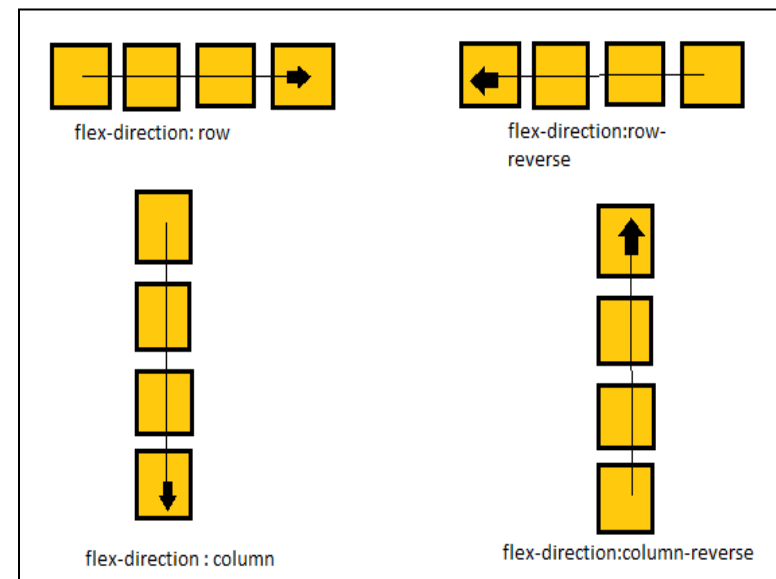 flex-direction: row
flex-direction:row-
reverse
flex-direction : column
flex-direction:column-reverse